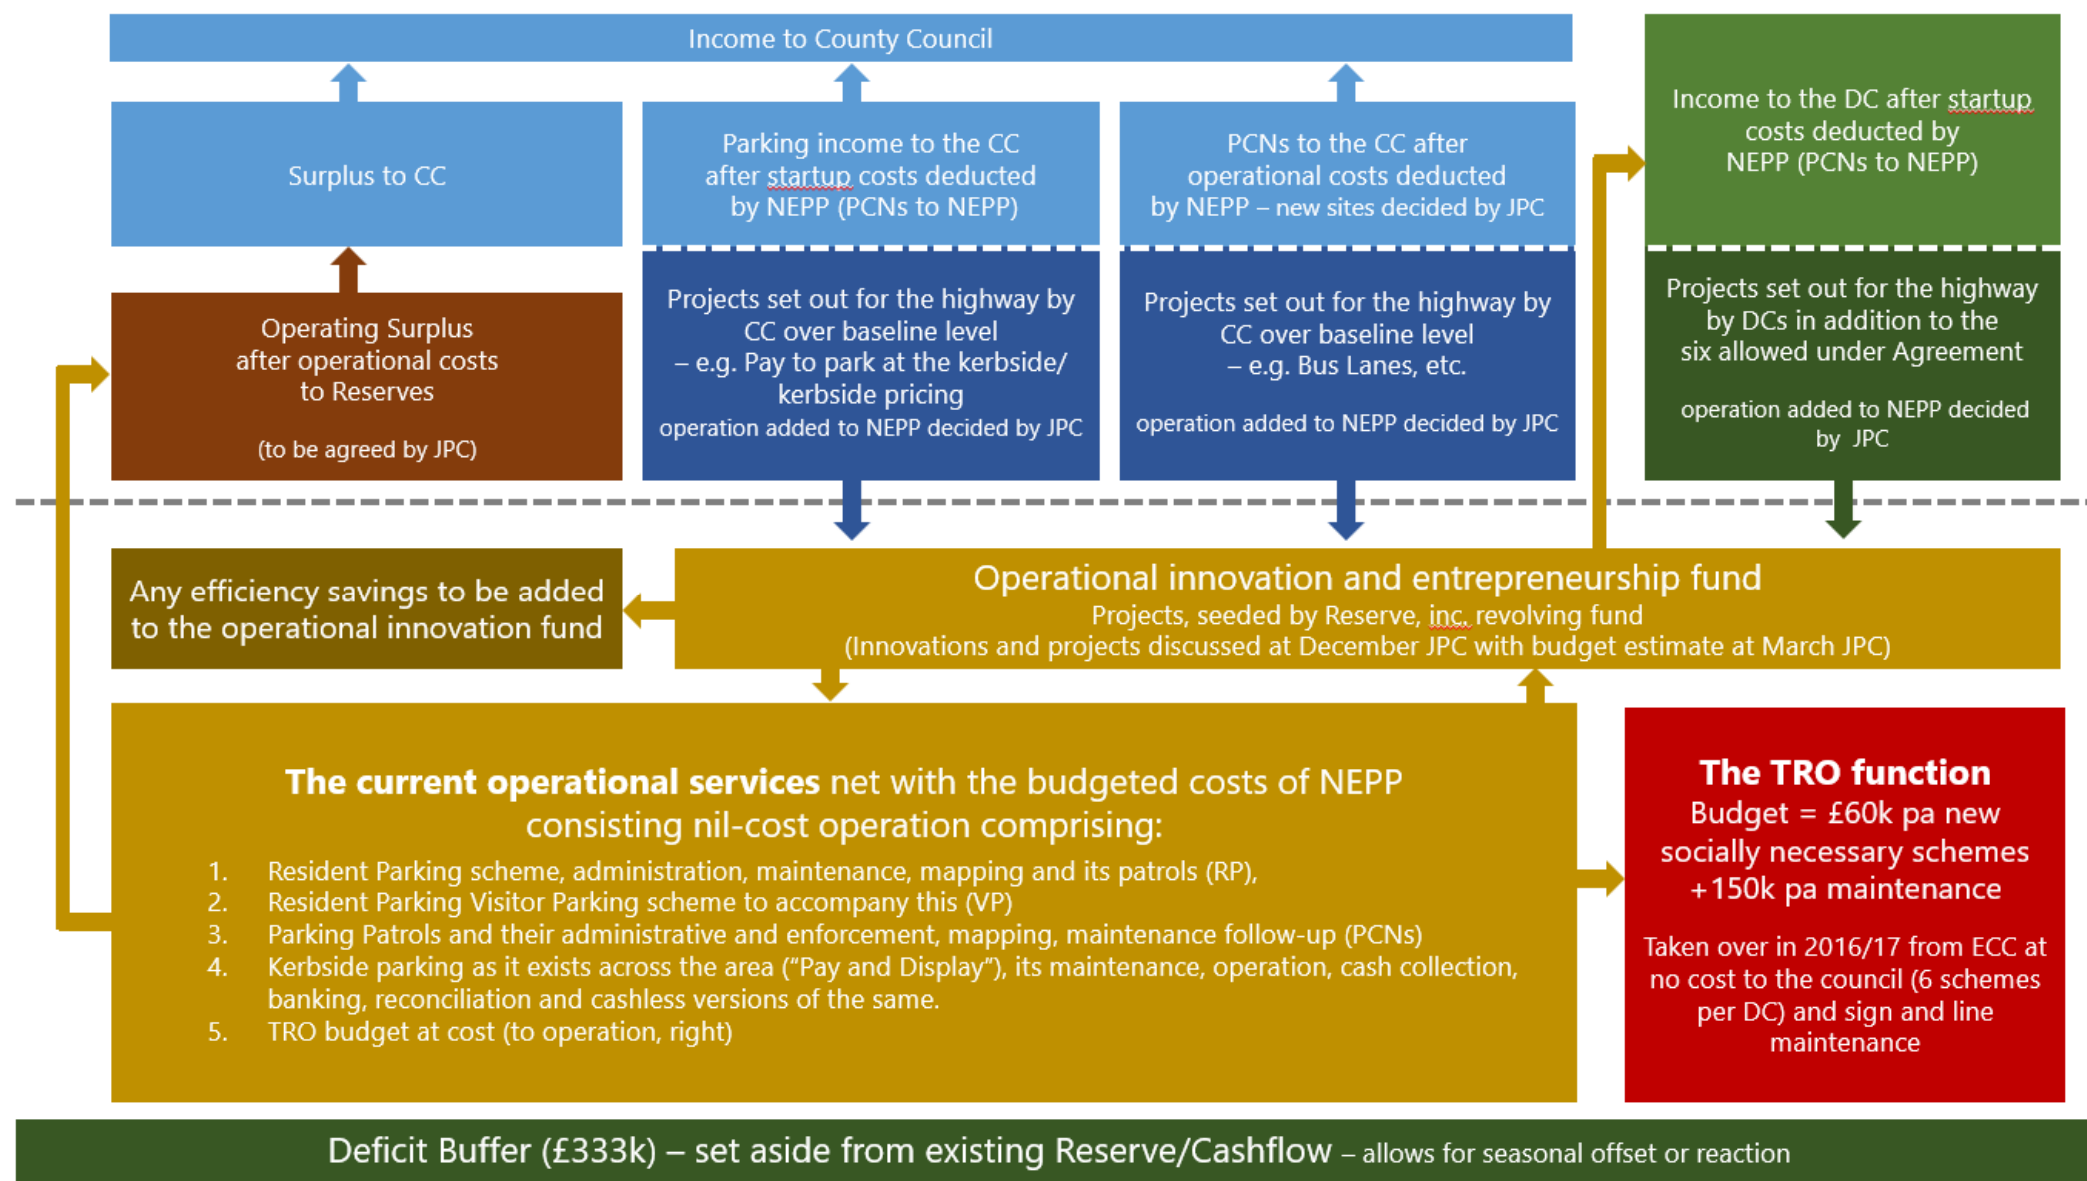 Income to County Council
Surplus to CC
Parking income to the CC
after startup costs deducted
by NEPP (PCNs to NEPP)
PCNs to the CC after
operational costs deducted
by NEPP – new sites decided by JPC
Income to the DC after startup
costs deducted by
NEPP (PCNs to NEPP)
Operating Surplus
after operational costs
to Reserves
(to be agreed by JPC)
Projects set out for the highway by
CC over baseline level
– e.g. Pay to park at the kerbside/
kerbside pricing
operation added to NEPP decided by JPC
Projects set out for the highway by
CC over baseline level
– e.g. Bus Lanes, etc.
operation added to NEPP decided by JPC
Projects set out for the highway
by DCs in addition to the
six allowed under Agreement
operation added to NEPP decided
by JPC
Any efficiency savings to be added
to the operational innovation fund
Operational innovation and entrepreneurship fund
Projects, seeded by Reserve, inc. revolving fund
(Innovations and projects discussed at December JPC with budget estimate at March JPC)
The current operational services net with the budgeted costs of NEPP
consisting nil-cost operation comprising:
1. Resident Parking scheme, administration, maintenance, mapping and its patrols (RP),
2. Resident Parking Visitor Parking scheme to accompany this (VP)
3. Parking Patrols and their administrative and enforcement, mapping, maintenance follow-up (PCNs)
4. Kerbside parking as it exists across the area (“Pay and Display”), its maintenance, operation, cash collection,
banking, reconciliation and cashless versions of the same.
5. TRO budget at cost (to operation, right)
The TRO function
Budget = £60k pa new
socially necessary schemes
+150k pa maintenance
Taken over in 2016/17 from ECC at
no cost to the council (6 schemes
per DC) and sign and line
maintenance
Deficit Buffer (£333k) – set aside from existing Reserve/Cashflow – allows for seasonal offset or reaction